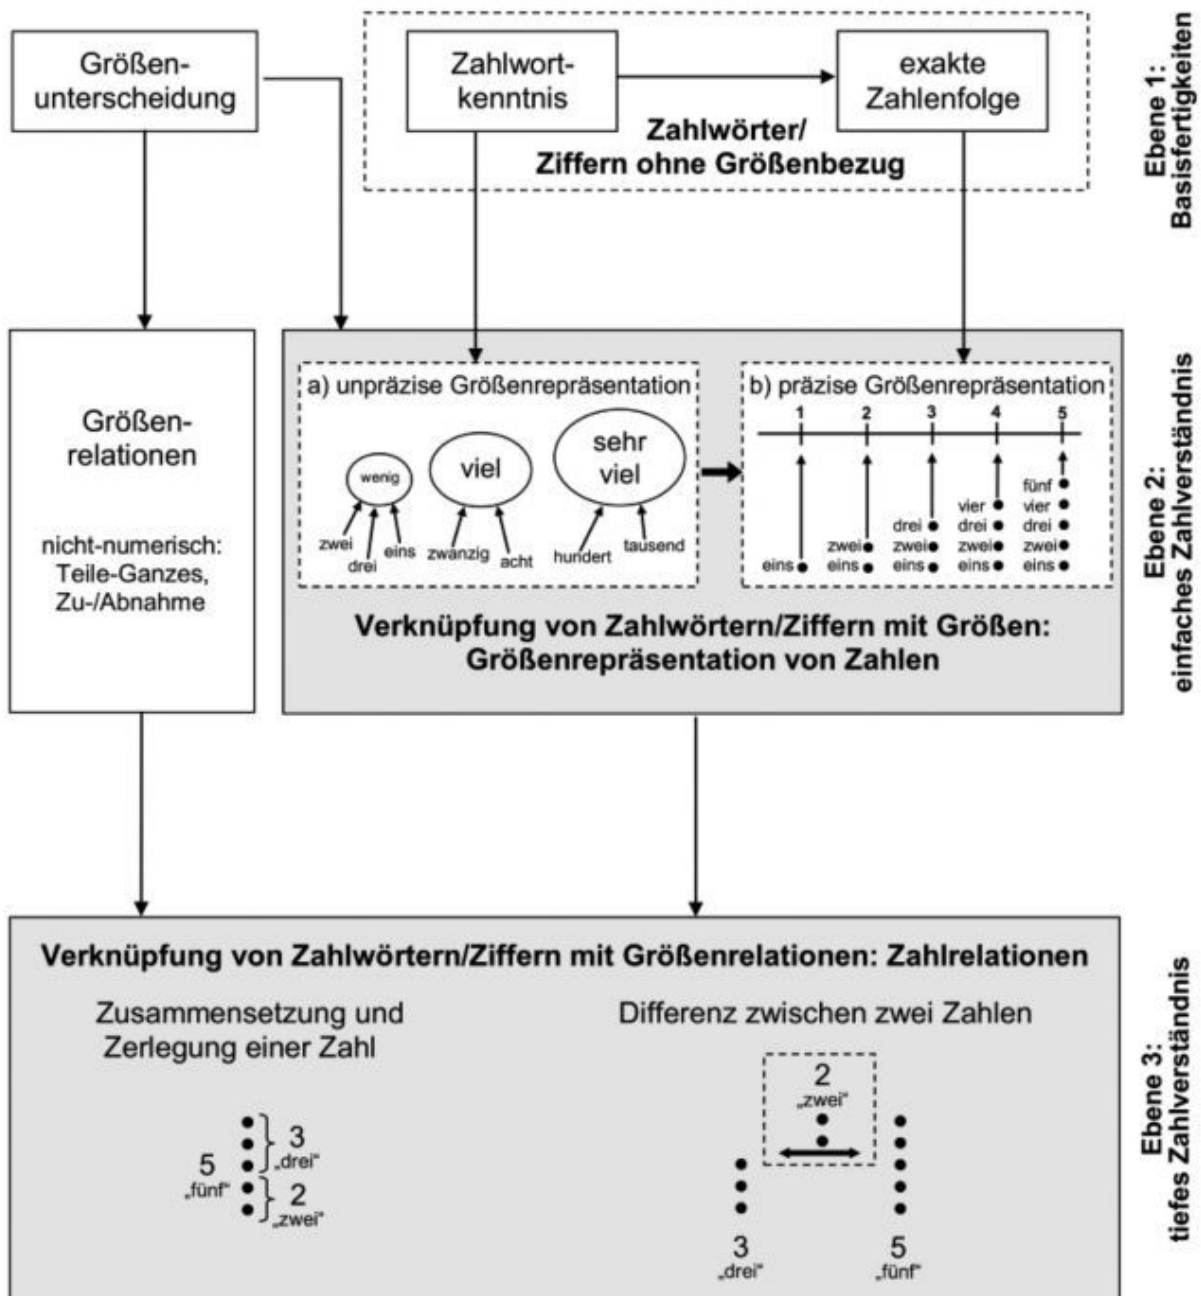 Größen-
unterscheidung
Zahlwort-
kenntnis
exakte
Zahlenfolge
Zahlwörter/
Ziffern ohne Größenbezug
Ebene 1:
Basisfertigkeiten
Größen-
relationen
nicht-numerisch:
Teile-Ganzes,
Zu-/Abnahme
a) unpräzise Größenrepräsentation
wenig
viel
sehr
viel
zwei
drei
eins
zwanzig
acht
hundert
tausend
b) präzise Größenrepräsentation
1 2 3 4 5
fünf
vier vier
drei drei drei
zwei zwei zwei zwei
eins eins eins eins eins
Verknüpfung von Zahlwörtern/Ziffern mit Größen:
Größenrepräsentation von Zahlen
Ebene 2:
einfaches Zahlverständnis
Verknüpfung von Zahlwörtern/Ziffern mit Größenrelationen: Zahlrelationen
Zusammensetzung und
Zerlegung einer Zahl
5
„fünf“
3
„drei“
2
„zwei“
Differenz zwischen zwei Zahlen
2
„zwei“
3
„drei“
5
„fünf“
Ebene 3:
tiefes Zahlverständnis